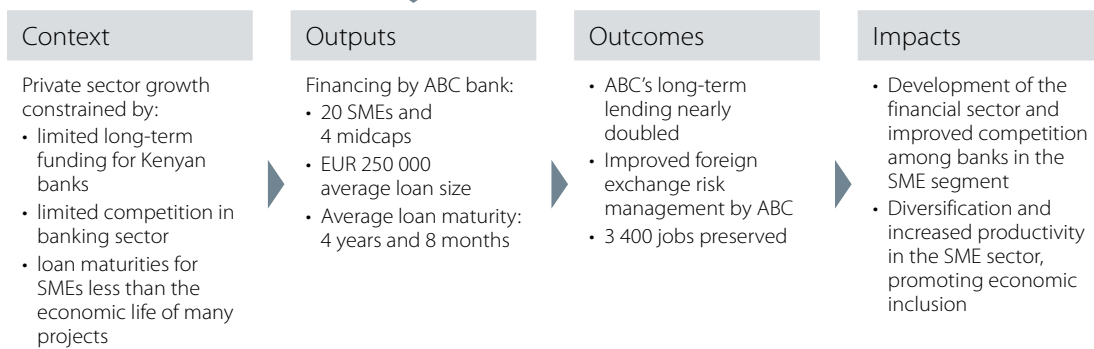 Context
Private sector growth
constrained by:
• limited long-term
funding for Kenyan
banks
• limited competition in
banking sector
• loan maturities for
SMEs less than the
economic life of many
projects
Outputs
Financing by ABC bank:
• 20 SMEs and
4 midcaps
• EUR 250 000
average loan size
• Average loan maturity:
4 years and 8 months
Outcomes
• ABC's long-term
lending nearly
doubled
• Improved foreign
exchange risk
management by ABC
• 3 400 jobs preserved
Impacts
• Development of the
financial sector and
improved competition
among banks in the
SME segment
• Diversification and
increased productivity
in the SME sector,
promoting economic
inclusion